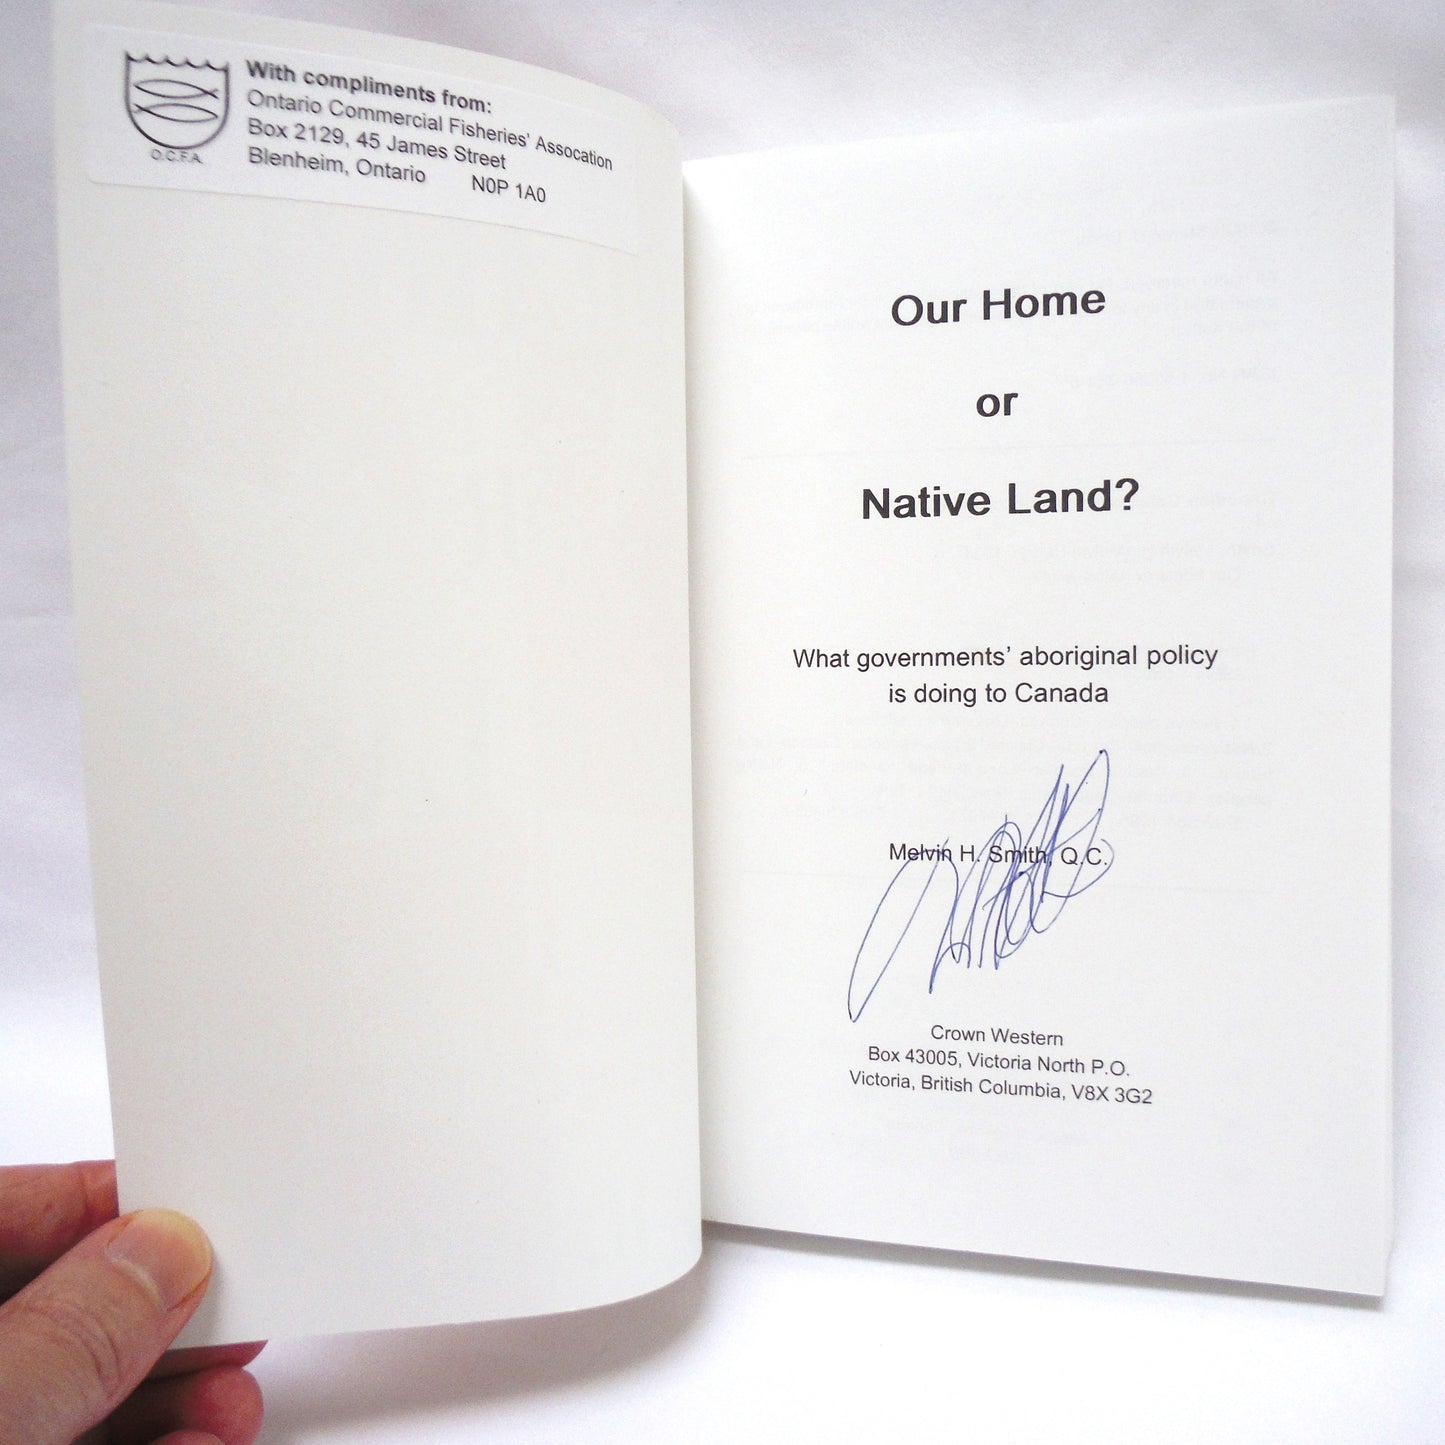 With compliments from:
Ontario Commercial Fisheries' Assocation
Box 2129, 45 James Street
Blenheim, Ontario N0P 1A0
O.C.F.A.
Our Home
or
Native Land?
What governments' aboriginal policy
is doing to Canada
Melvin H. Smith, Q.C.
Crown Western
Box 43005, Victoria North P.O.
Victoria, British Columbia, V8X 3G2